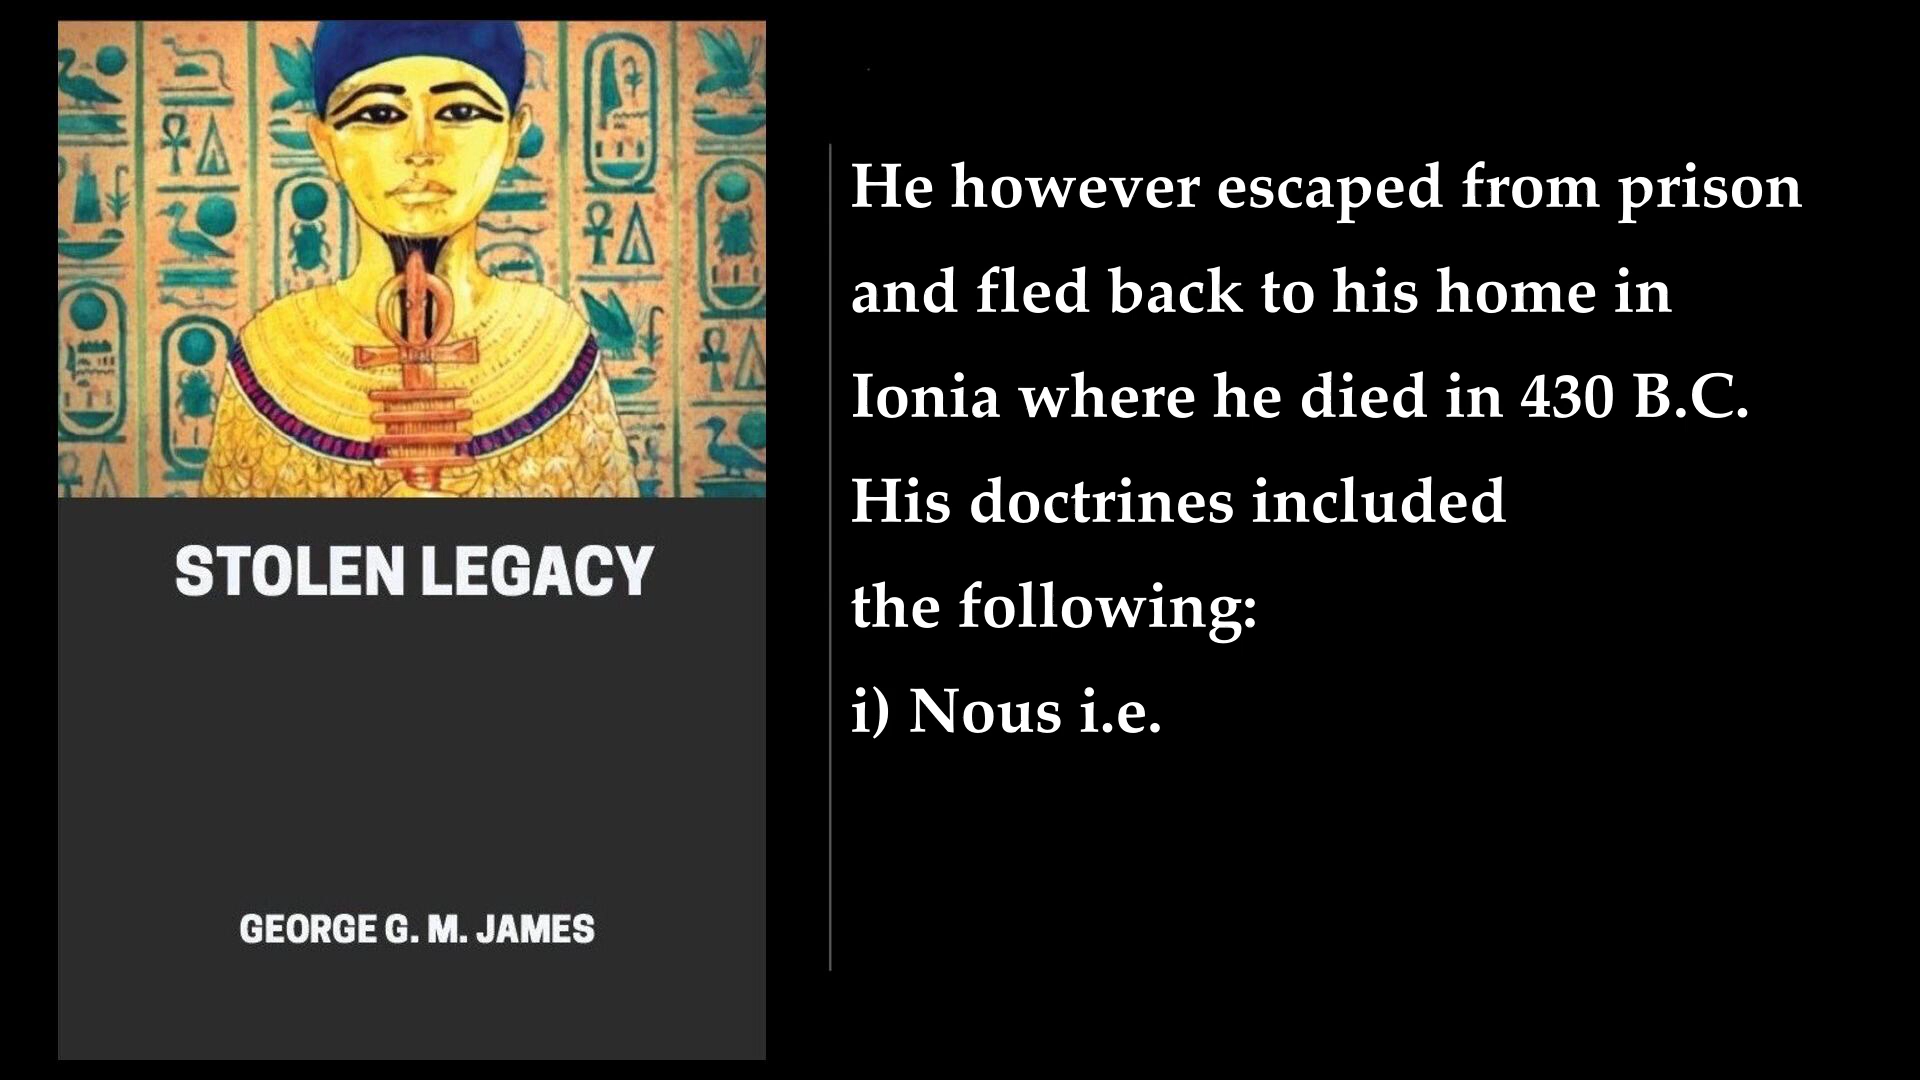 STOLEN LEGACY
GEORGE G. M. JAMES
He however escaped from prison
and fled back to his home in
Ionia where he died in 430 B.C.
His doctrines included
the following:
i) Nous i.e.